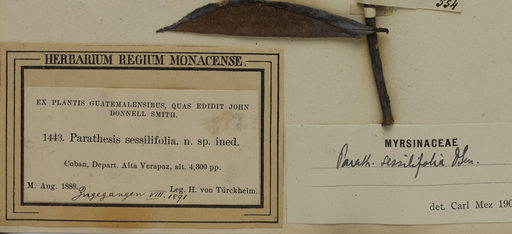 354
HERBARIUM REGIUM MONACENSE.
EX PLANTIS GUATEMALENSIBUS, QUAS EDIDIT JOHN
DONNELL SMITH.
1443. Parathesis sessilifolia, n. sp. ined.
Coban, Depart. Alta Verapaz, alt. 4,300 pp.
M. Aug. 1888.
Leg. H. von Türckheim.
Eingegangen VIII. 1891
MYRSINACEAE
Parath. sessilifolia D. Sm.
det. Carl Mez 190